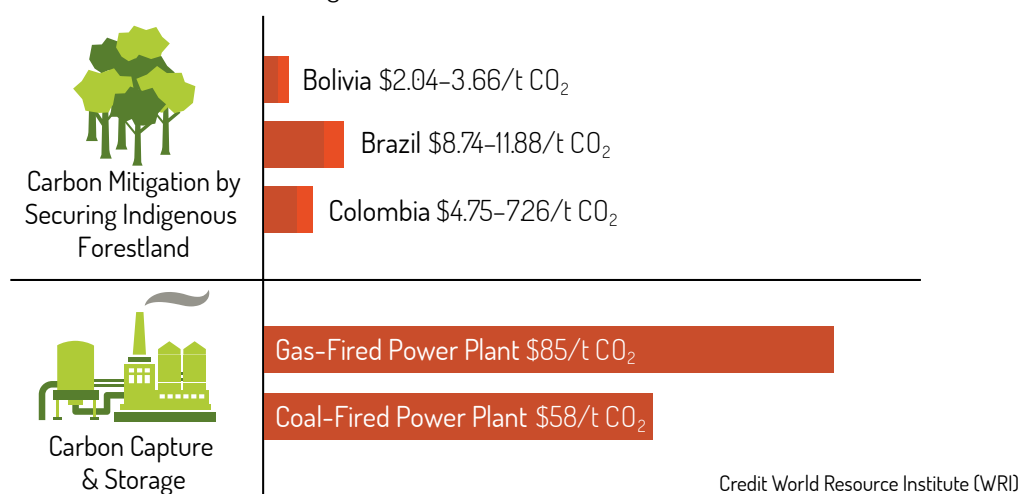 Bolivia $2.04–3.66/t CO₂
Brazil $8.74–11.88/t CO₂
Colombia $4.75–7.26/t CO₂
Carbon Mitigation by
Securing Indigenous
Forestland
Gas-Fired Power Plant $85/t CO₂
Coal-Fired Power Plant $58/t CO₂
Carbon Capture
& Storage
Credit World Resource Institute (WRI)